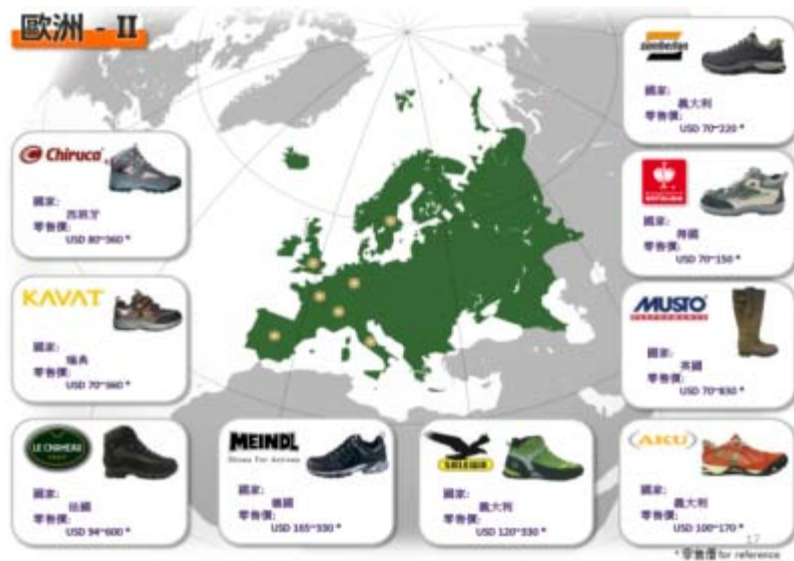 歐洲 - II
zamberlan
國家:
義大利
零售價:
USD 70~220 *
Chiruca
國家:
西班牙
零售價:
USD 80~360 *
國家:
得國
零售價:
USD 70~150 *
KAVAT
國家:
瑞典
零售價:
USD 70~360 *
MUSTO
PERFORMANCE
國家:
英國
零售價:
USD 70~830 *
LE CHAMEAU
國家:
法國
零售價:
USD 94~600 *
MEINDL
Shoes For Actives
國家:
德國
零售價:
USD 165~330 *
SALEWA
國家:
義大利
零售價:
USD 120~330 *
AKU
國家:
義大利
零售價:
USD 100~170 *
17
* 零售價 for reference